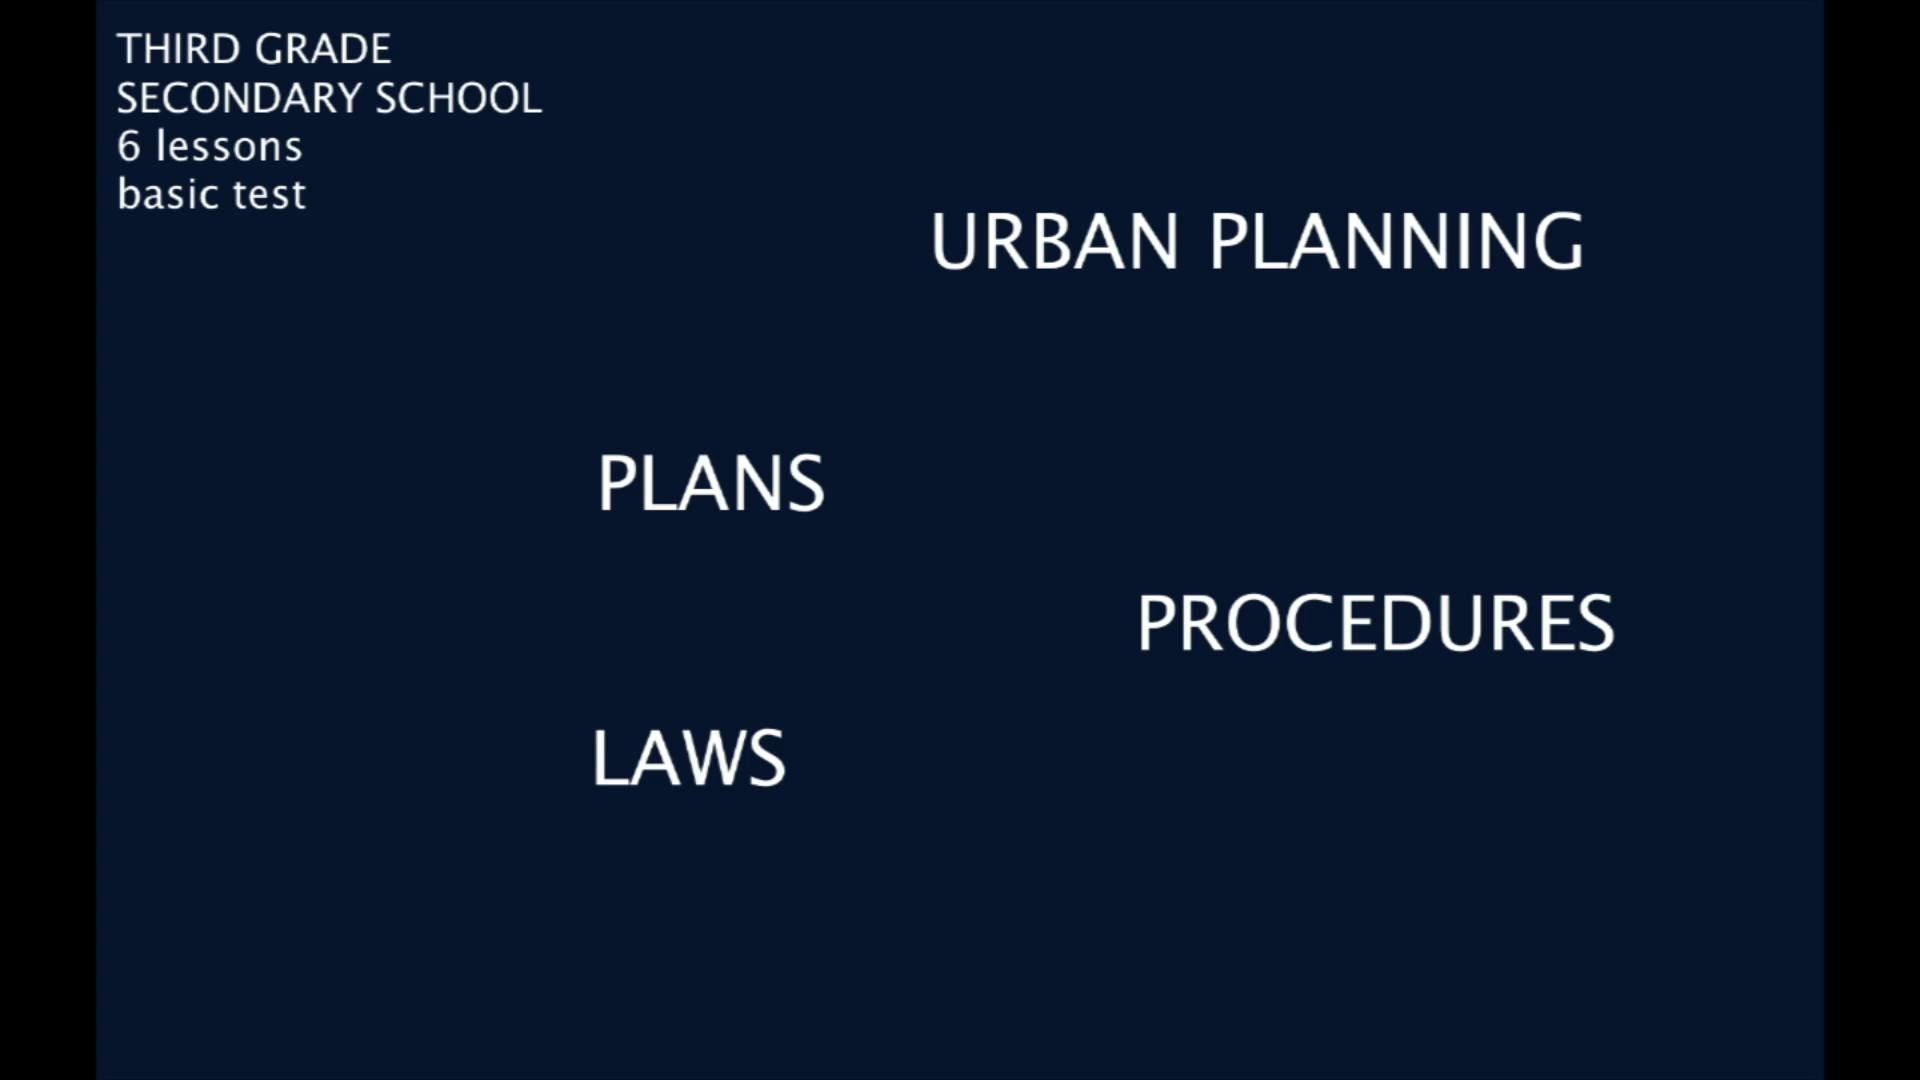 THIRD GRADE
SECONDARY SCHOOL
6 lessons
basic test
URBAN PLANNING
PLANS
PROCEDURES
LAWS